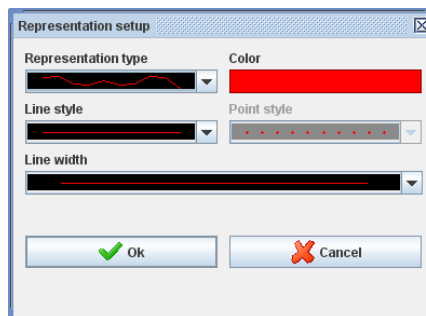 Representation setup
Representation type
Color
Line style
Point style
Line width
Ok
Cancel